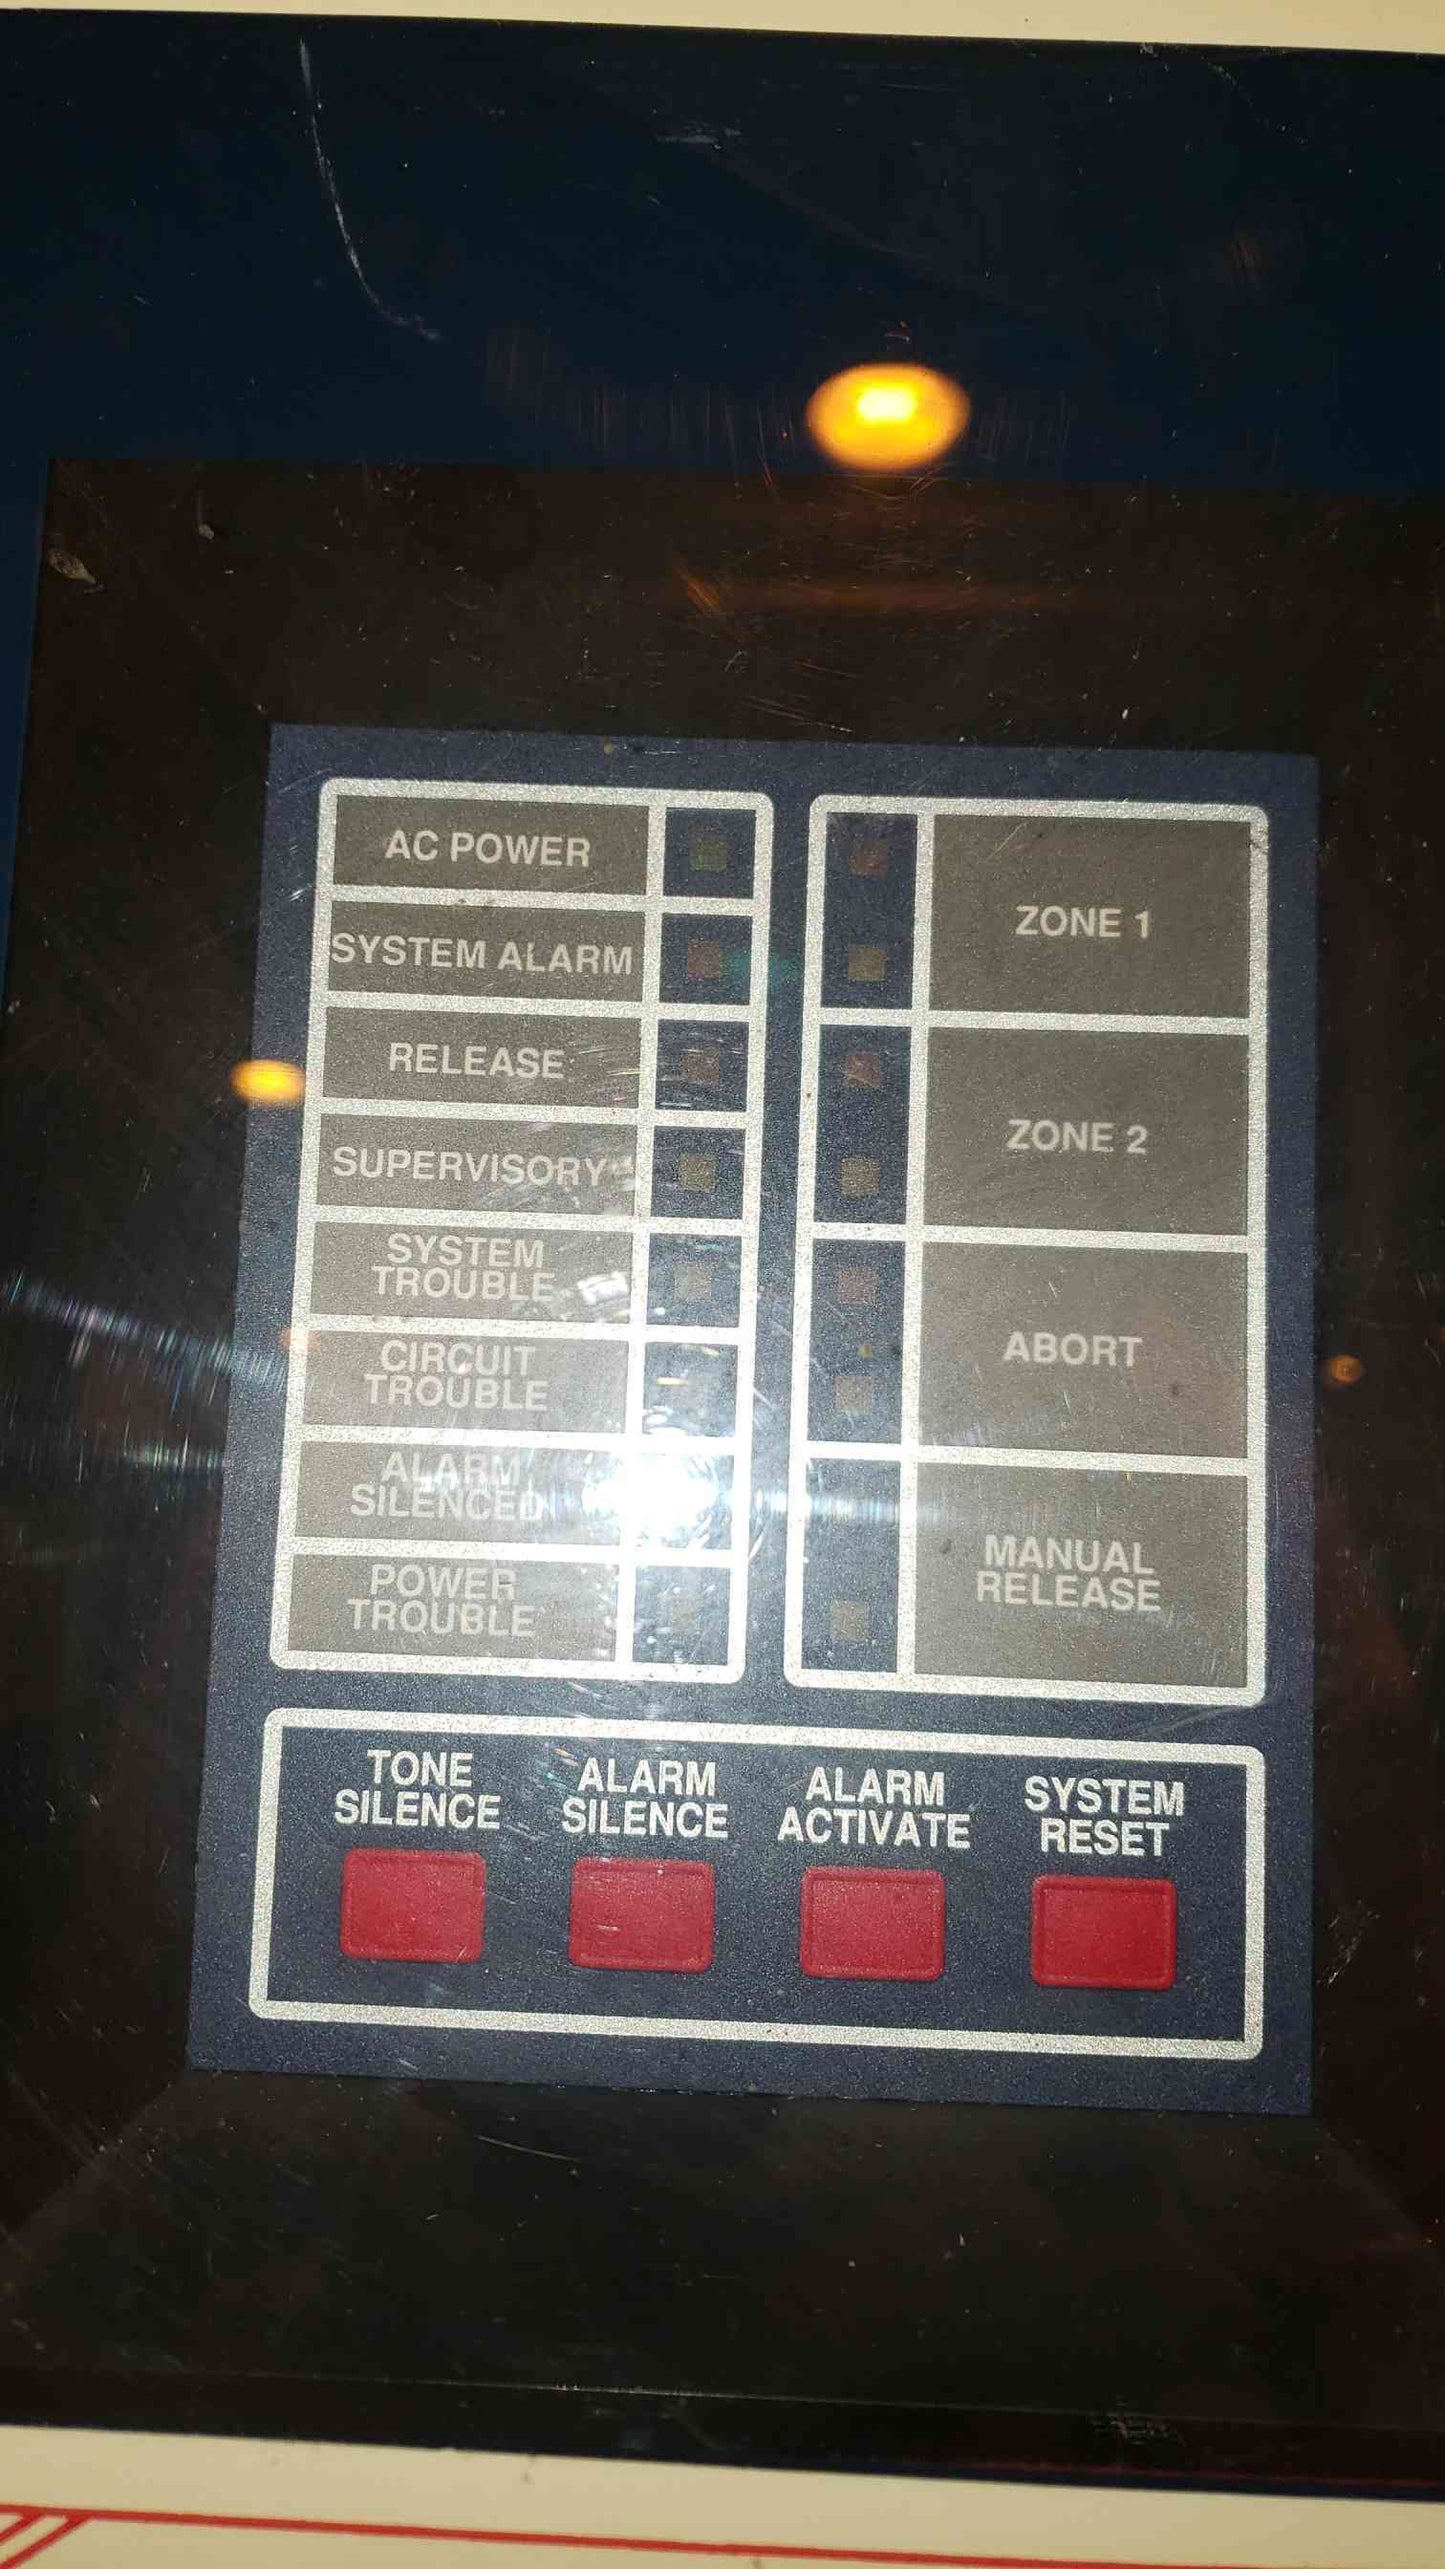 AC POWER
SYSTEM ALARM
RELEASE
SUPERVISORY
SYSTEM
TROUBLE
CIRCUIT
TROUBLE
ALARM
SILENCED
POWER
TROUBLE
ZONE 1
ZONE 2
ABORT
MANUAL
RELEASE
TONE
SILENCE
ALARM
SILENCE
ALARM
ACTIVATE
SYSTEM
RESET